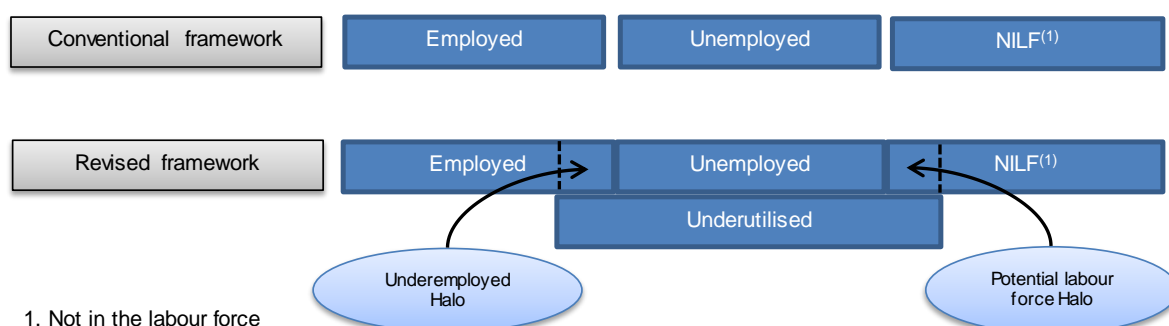 Conventional framework
Employed
Unemployed
NILF(1)
Revised framework
Employed
Unemployed
NILF(1)
Underutilised
Underemployed
Halo
Potential labour
force Halo
1. Not in the labour force